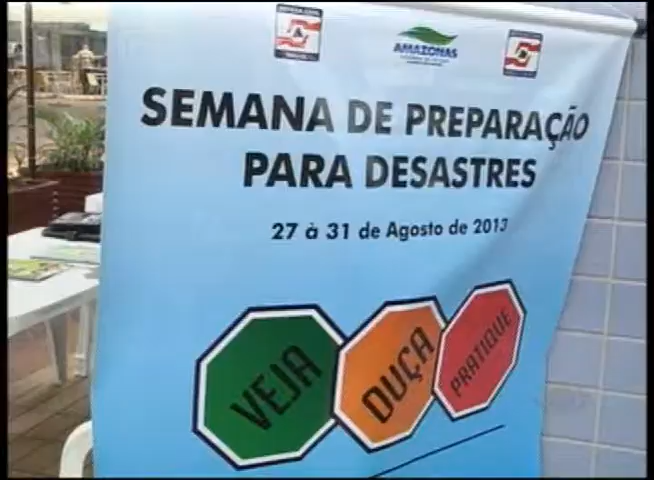 AMAZONAS
SEMANA DE PREPARAÇÃO
PARA DESASTRES
27 à 31 de Agosto de 2013
VEJA
OUÇA
PRATIQUE